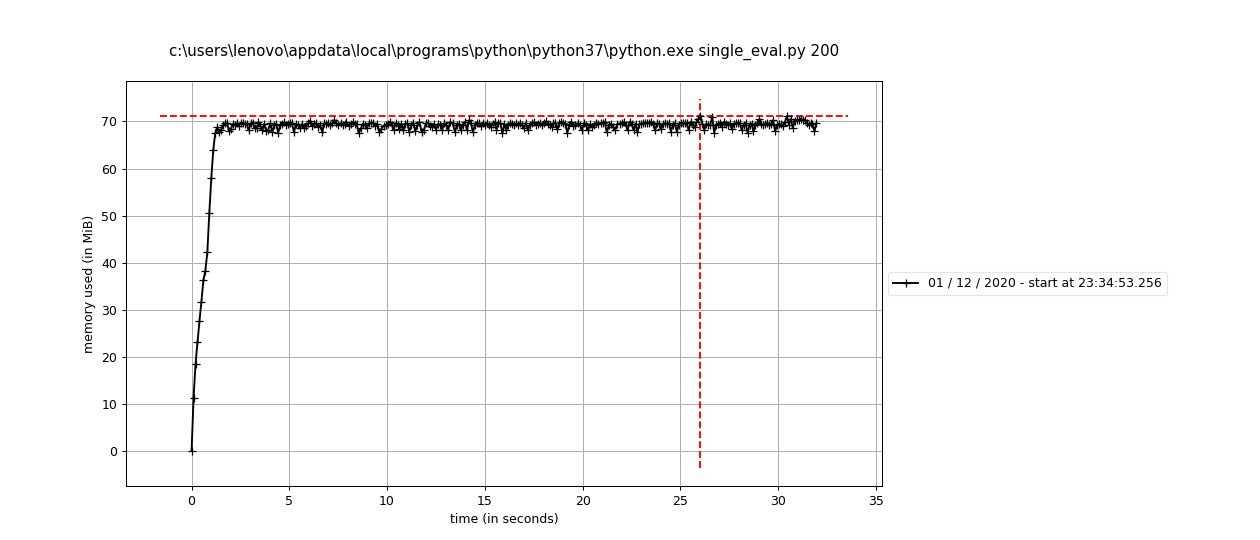 c:\users\lenovo\appdata\local\programs\python\python37\python.exe single_eval.py 200
memory used (in MiB)
70
60
50
40
30
20
10
0
0 5 10 15 20 25 30 35
time (in seconds)
01 / 12 / 2020 - start at 23:34:53.256